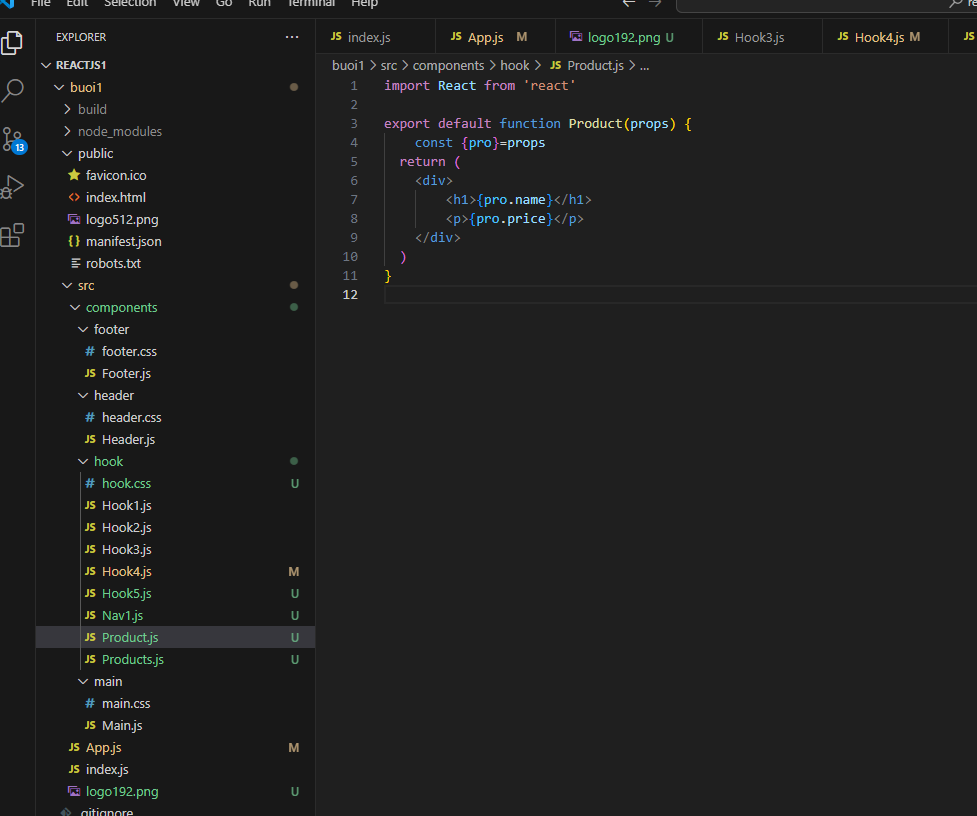 File Edit Selection View Go Run Terminal Help
EXPLORER ...
REACTJS1
buoi1
build
node_modules
public
favicon.ico
index.html
logo512.png
manifest.json
robots.txt
src
components
footer
footer.css
Footer.js
header
header.css
Header.js
hook
hook.css U
Hook1.js
Hook2.js
Hook3.js
Hook4.js M
Hook5.js U
Nav1.js U
Product.js U
Products.js U
main
main.css
Main.js
App.js M
index.js
logo192.png U
.gitignore
13
JS index.js JS App.js M logo192.png U JS Hook3.js JS Hook4.js M JS
buoi1 > src > components > hook > JS Product.js > ...
1 import React from 'react'
2
3 export default function Product(props) {
4 const {pro}=props
5 return (
6 <div>
7 <h1>{pro.name}</h1>
8 <p>{pro.price}</p>
9 </div>
10 )
11 }
12